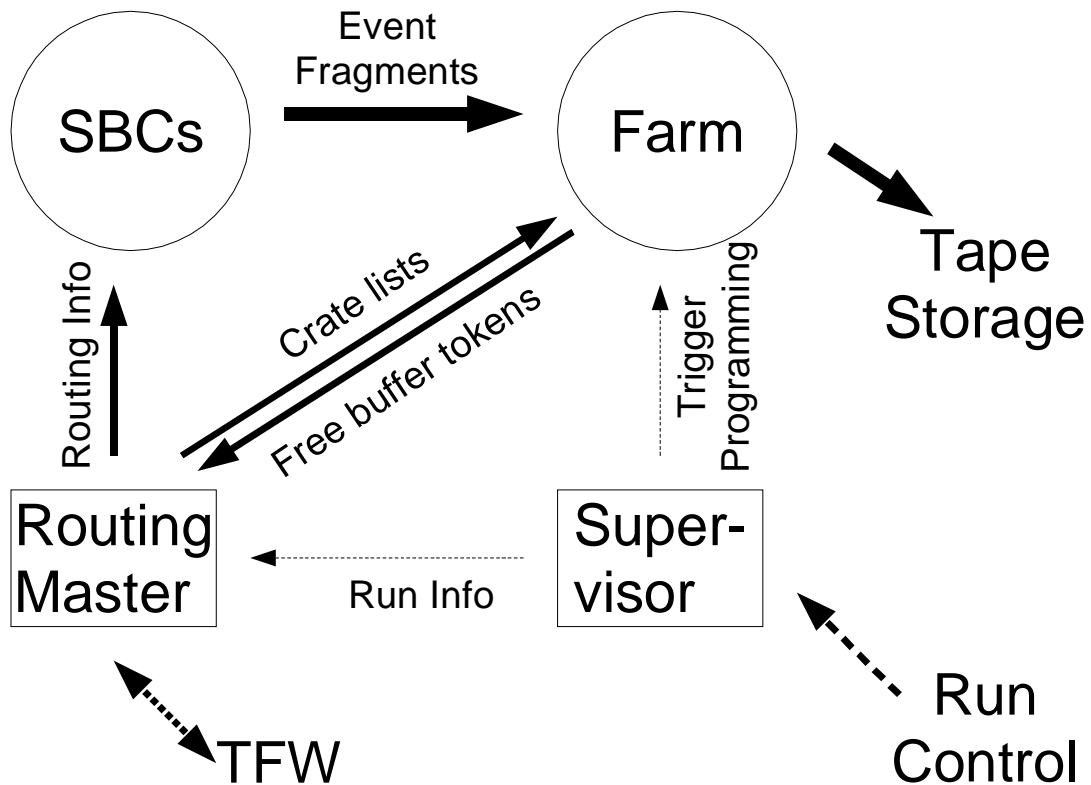 Event
Fragments
SBCs
Farm
Tape
Storage
Routing Info
Crate lists
Free buffer tokens
Trigger
Programming
Routing
Master
Super-
visor
Run Info
Run
Control
TFW